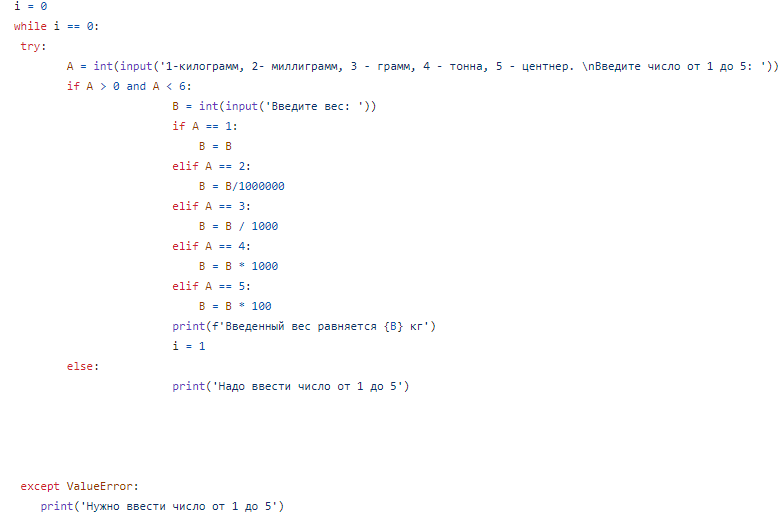 i = 0
while i == 0:
try:
A = int(input('1-килограмм, 2- миллиграмм, 3 - грамм, 4 - тонна, 5 - центнер. \nВведите число от 1 до 5: '))
if A > 0 and A < 6:
B = int(input('Введите вес: '))
if A == 1:
B = B
elif A == 2:
B = B/1000000
elif A == 3:
B = B / 1000
elif A == 4:
B = B * 1000
elif A == 5:
B = B * 100
print(f'Введенный вес равняется {B} кг')
i = 1
else:
print('Надо ввести число от 1 до 5')
except ValueError:
print('Нужно ввести число от 1 до 5')